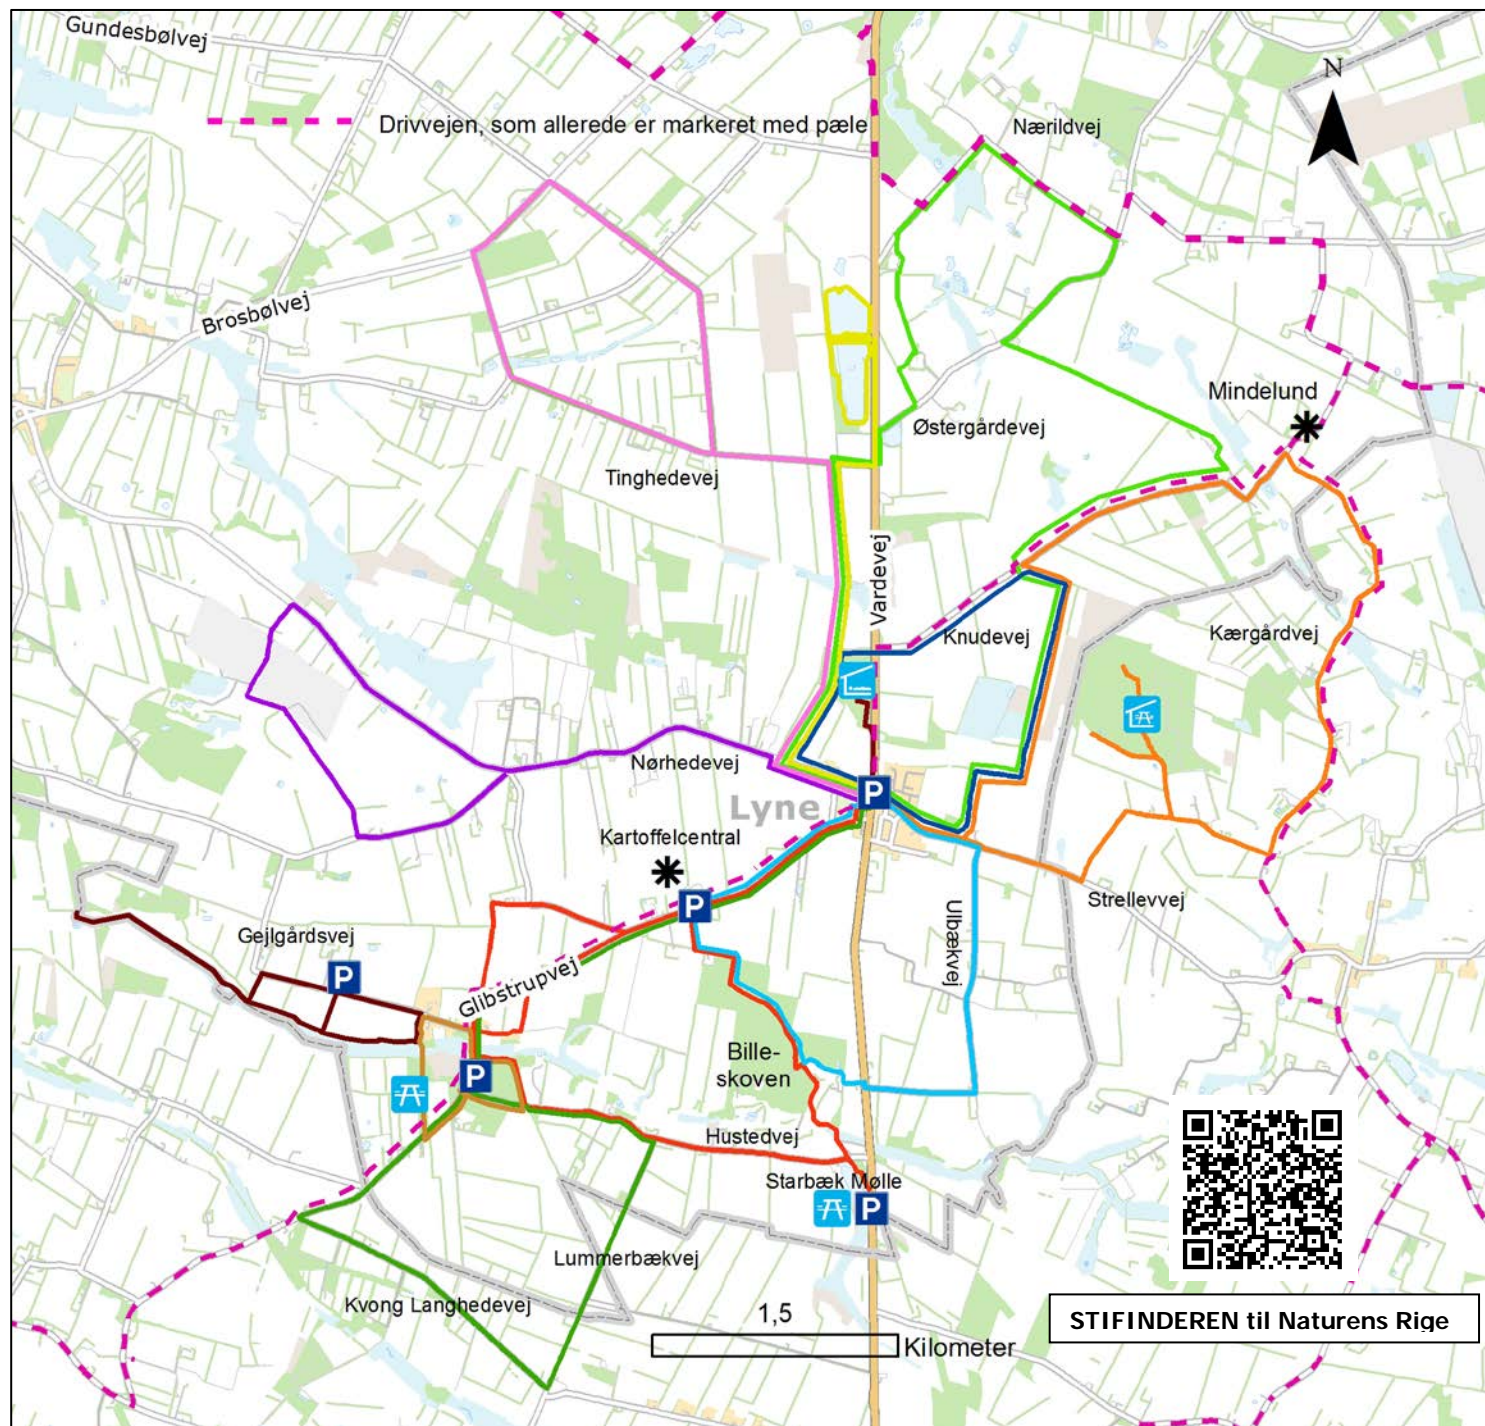 Gundesbølvej
N
Drivvejen, som allerede er markeret med pæle
Nærildvej
Brosbølvej
Mindelund
Østergårdevej
Tinghedevej
Vardevej
Knudevej
Kærgårdvej
Nørhedevej
P
Lyne
Kartoffelcentral
P
Strellevvej
Ulbækvej
Gejlgårdsvej
P
Glibstrupvej
Bille-
skoven
P
Hustedvej
Starbæk Mølle
P
Lummerbækvej
Kvong Langhedevej
1,5
Kilometer
STIFINDEREN til Naturens Rige